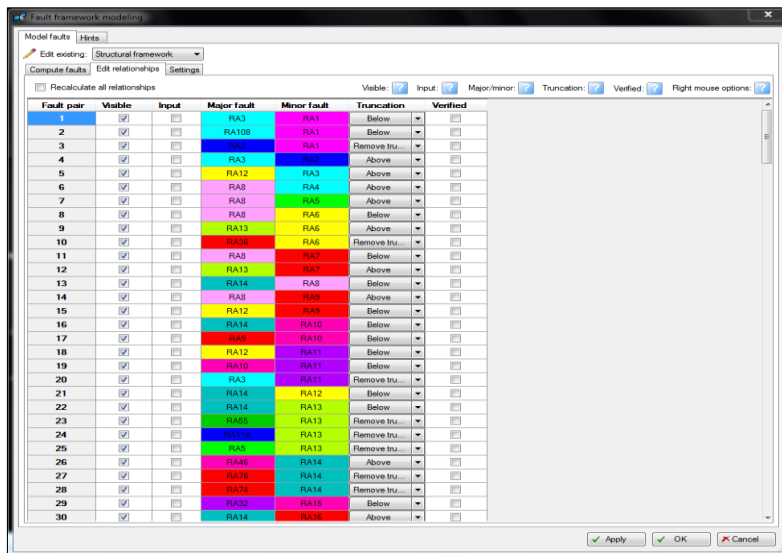 Fault framework modeling
Model faults Hints
Edit existing: Structural framework
Compute faults Edit relationships Settings
Recalculate all relationships Visible: ? Input: ? Major/minor: ? Truncation: ? Verified: ? Right mouse options: ?
Fault pair Visible Input Major fault Minor fault Truncation Verified
1 RA3 RA1 Below
2 RA108 RA1 Below
3 RA2 RA1 Remove tru...
4 RA3 RA2 Above
5 RA12 RA3 Above
6 RA8 RA4 Above
7 RA8 RA5 Above
8 RA8 RA6 Below
9 RA13 RA6 Above
10 RA36 RA6 Remove tru...
11 RA8 RA7 Below
12 RA13 RA7 Above
13 RA14 RA8 Below
14 RA8 RA9 Above
15 RA12 RA9 Below
16 RA14 RA10 Below
17 RA9 RA10 Below
18 RA12 RA11 Below
19 RA10 RA11 Below
20 RA3 RA11 Remove tru...
21 RA14 RA12 Below
22 RA14 RA13 Below
23 RA55 RA13 Remove tru...
24 RA13 Remove tru...
25 RA5 RA13 Remove tru...
26 RA46 RA14 Above
27 RA76 RA14 Remove tru...
28 RA74 RA14 Remove tru...
29 RA32 RA15 Below
30 RA14 RA16 Above
Apply OK Cancel